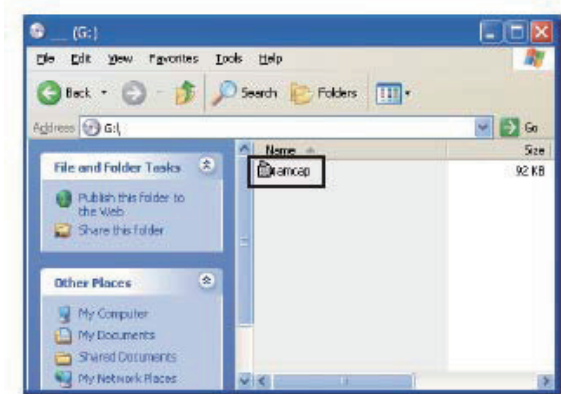 (G:)
File Edit View Favorites Tools Help
Back Search Folders
Address G:\ Go
Name Size
amcap 92 KB
File and Folder Tasks
Publish this folder to
the Web
Share this folder
Other Places
My Computer
My Documents
Shared Documents
My Network Places